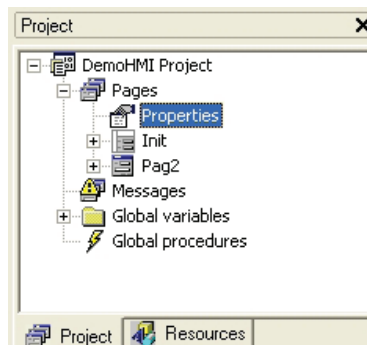 Project
DemoHMI Project
Pages
Properties
Init
Pag2
Messages
Global variables
Global procedures
Project
Resources